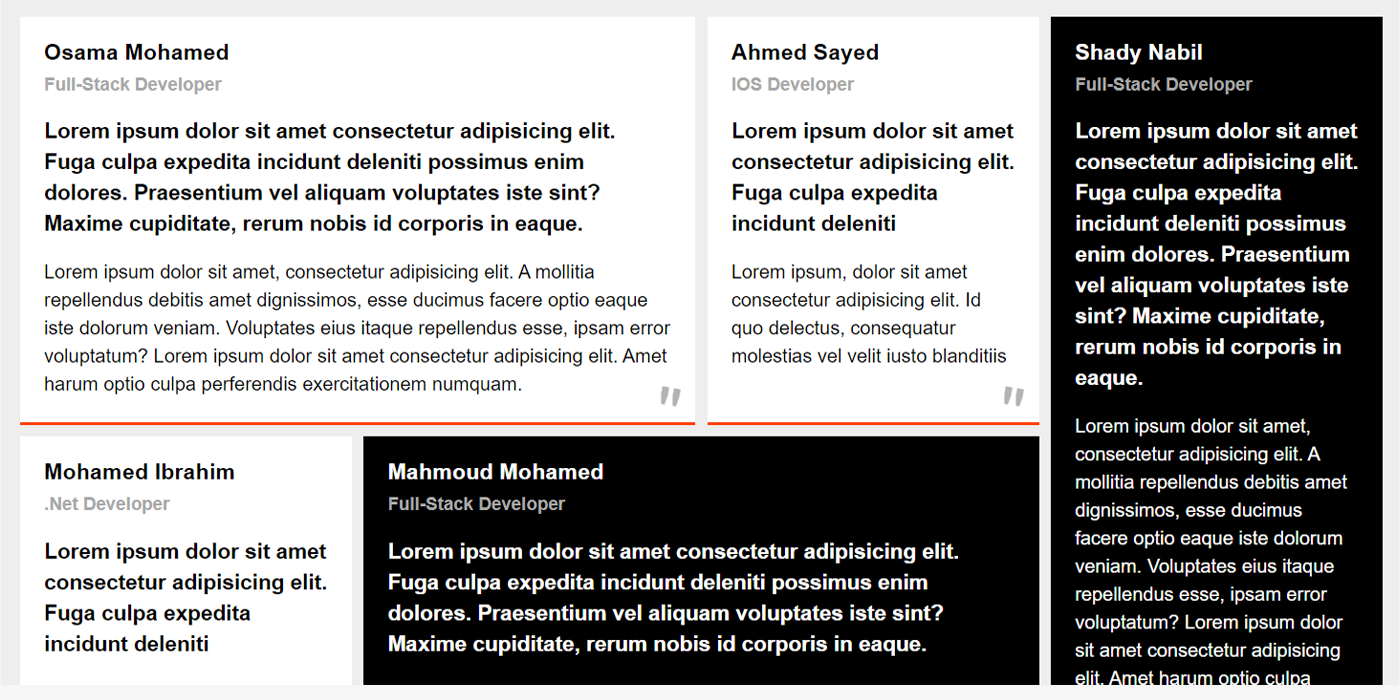 Osama Mohamed
Full-Stack Developer
Lorem ipsum dolor sit amet consectetur adipisicing elit.
Fuga culpa expedita incidunt deleniti possimus enim
dolores. Praesentium vel aliquam voluptates iste sint?
Maxime cupiditate, rerum nobis id corporis in eaque.
Lorem ipsum dolor sit amet, consectetur adipisicing elit. A mollitia
repellendus debitis amet dignissimos, esse ducimus facere optio eaque
iste dolorum veniam. Voluptates eius itaque repellendus esse, ipsam error
voluptatum? Lorem ipsum dolor sit amet consectetur adipisicing elit. Amet
harum optio culpa perferendis exercitationem numquam.
"
Ahmed Sayed
IOS Developer
Lorem ipsum dolor sit amet
consectetur adipisicing elit.
Fuga culpa expedita
incidunt deleniti
Lorem ipsum, dolor sit amet
consectetur adipisicing elit. Id
quo delectus, consequatur
molestias vel velit iusto blanditiis
"
Shady Nabil
Full-Stack Developer
Lorem ipsum dolor sit amet
consectetur adipisicing elit.
Fuga culpa expedita
incidunt deleniti possimus
enim dolores. Praesentium
vel aliquam voluptates iste
sint? Maxime cupiditate,
rerum nobis id corporis in
eaque.
Lorem ipsum dolor sit amet,
consectetur adipisicing elit. A
mollitia repellendus debitis amet
dignissimos, esse ducimus
facere optio eaque iste dolorum
veniam. Voluptates eius itaque
repellendus esse, ipsam error
voluptatum? Lorem ipsum dolor
sit amet consectetur adipisicing
elit. Amet harum optio culpa
Mohamed Ibrahim
.Net Developer
Lorem ipsum dolor sit amet
consectetur adipisicing elit.
Fuga culpa expedita
incidunt deleniti
Mahmoud Mohamed
Full-Stack Developer
Lorem ipsum dolor sit amet consectetur adipisicing elit.
Fuga culpa expedita incidunt deleniti possimus enim
dolores. Praesentium vel aliquam voluptates iste sint?
Maxime cupiditate, rerum nobis id corporis in eaque.